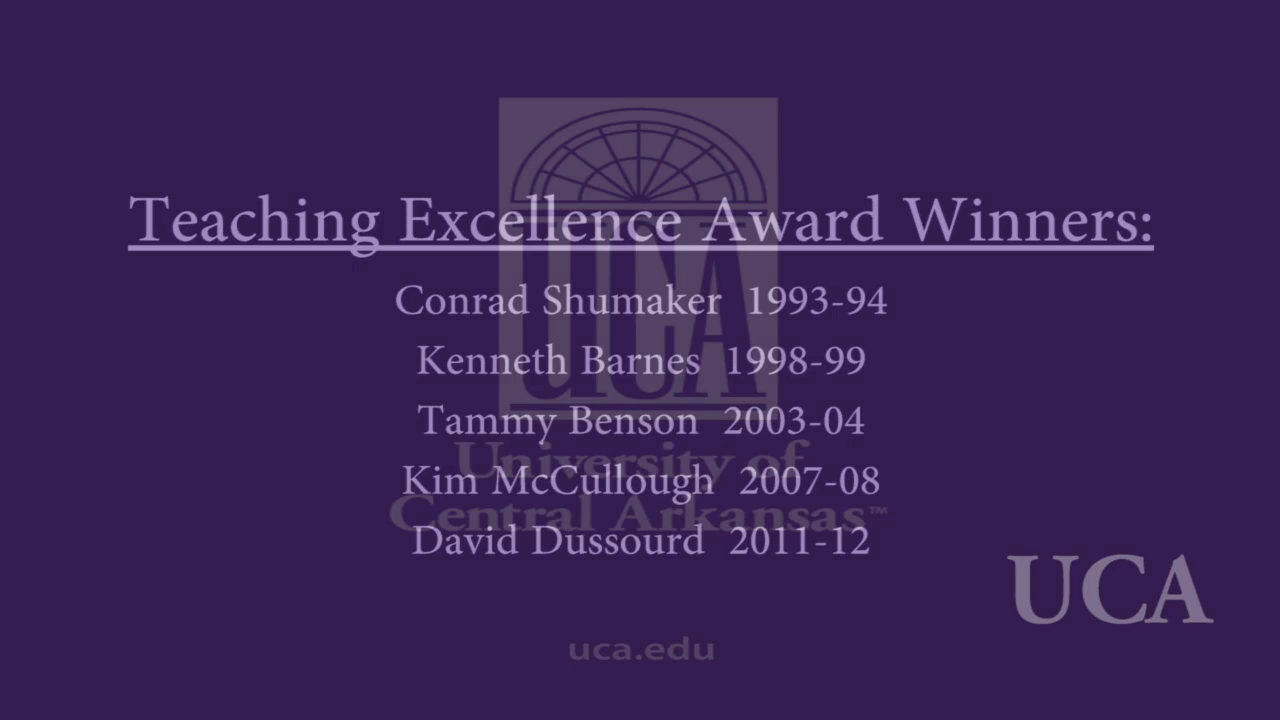 Teaching Excellence Award Winners:
UCA
Conrad Shumaker 1993-94
Kenneth Barnes 1998-99
Tammy Benson 2003-04
University of
Kim McCullough 2007-08
Central Arkansas™
David Dussourd 2011-12
UCA
uca.edu